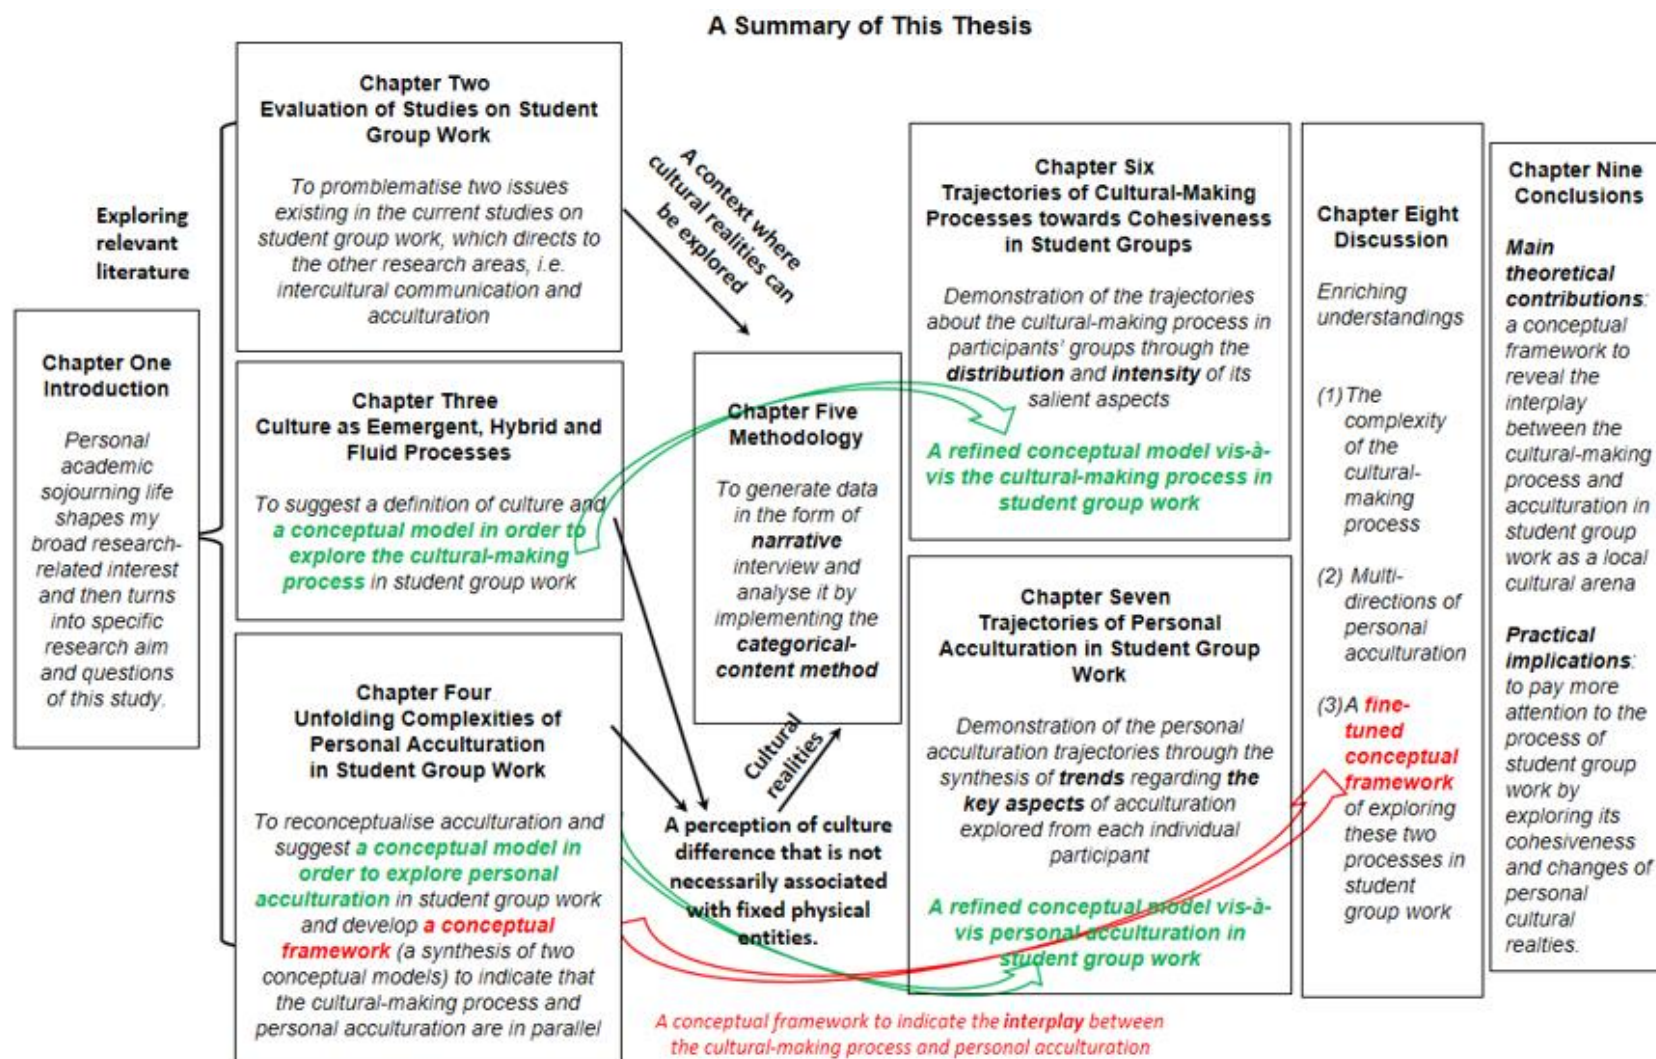 A Summary of This Thesis
Exploring
relevant
literature
Chapter One
Introduction
Personal
academic
sojourning life
shapes my
broad research-
related interest
and then turns
into specific
research aim
and questions
of this study.
Chapter Two
Evaluation of Studies on Student
Group Work
To promblematise two issues
existing in the current studies on
student group work, which directs to
the other research areas, i.e.
intercultural communication and
acculturation
Chapter Three
Culture as Eemergent, Hybrid and
Fluid Processes
To suggest a definition of culture and
a conceptual model in order to
explore the cultural-making
process in student group work
Chapter Four
Unfolding Complexities of
Personal Acculturation
in Student Group Work
To reconceptualise acculturation and
suggest a conceptual model in
order to explore personal
acculturation in student group work
and develop a conceptual
framework (a synthesis of two
conceptual models) to indicate that
the cultural-making process and
personal acculturation are in parallel
A context where
cultural realities can
be explored
Chapter Five
Methodology
To generate data
in the form of
narrative
interview and
analyse it by
implementing the
categorical-
content method
Cultural
realities
A perception of culture
difference that is not
necessarily associated
with fixed physical
entities.
Chapter Six
Trajectories of Cultural-Making
Processes towards Cohesiveness
in Student Groups
Demonstration of the trajectories
about the cultural-making process in
participants' groups through the
distribution and intensity of its
salient aspects
A refined conceptual model vis-à-
vis the cultural-making process in
student group work
Chapter Seven
Trajectories of Personal
Acculturation in Student Group
Work
Demonstration of the personal
acculturation trajectories through the
synthesis of trends regarding the
key aspects of acculturation
explored from each individual
participant
A refined conceptual model vis-à-
vis personal acculturation in
student group work
A conceptual framework to indicate the interplay between
the cultural-making process and personal acculturation
Chapter Eight
Discussion
Enriching
understandings
(1) The
complexity
of the
cultural-
making
process
(2) Multi-
directions of
personal
acculturation
(3) A fine-
tuned
conceptual
framework
of exploring
these two
processes in
student
group work
Chapter Nine
Conclusions
Main
theoretical
contributions:
a conceptual
framework to
reveal the
interplay
between the
cultural-making
process and
acculturation in
student group
work as a local
cultural arena
Practical
implications:
to pay more
attention to the
process of
student group
work by
exploring its
cohesiveness
and changes of
personal
cultural
realties.